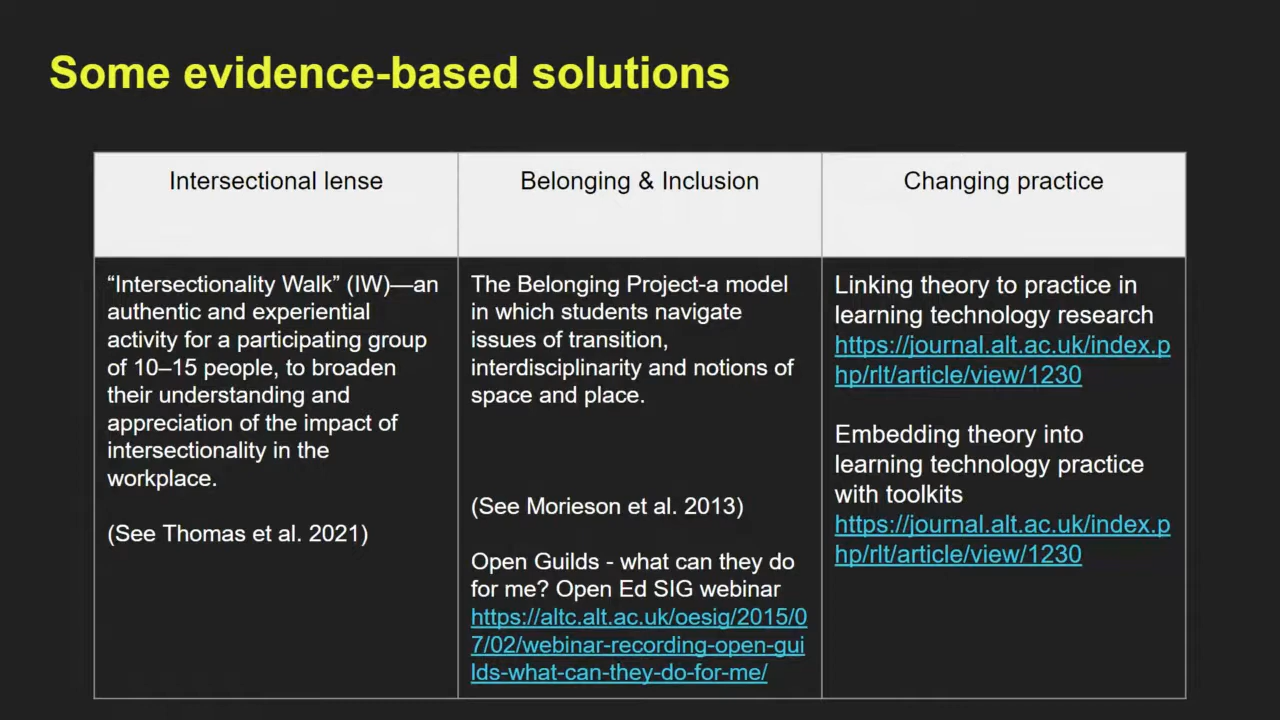 Some evidence-based solutions
Intersectional lense
Belonging & Inclusion
Changing practice
“Intersectionality Walk” (IW)—an
authentic and experiential
activity for a participating group
of 10–15 people, to broaden
their understanding and
appreciation of the impact of
intersectionality in the
workplace.
(See Thomas et al. 2021)
The Belonging Project-a model
in which students navigate
issues of transition,
interdisciplinarity and notions of
space and place.
(See Morieson et al. 2013)
Open Guilds - what can they do
for me? Open Ed SIG webinar
https://altc.alt.ac.uk/oesig/2015/0
7/02/webinar-recording-open-gui
lds-what-can-they-do-for-me/
Linking theory to practice in
learning technology research
https://journal.alt.ac.uk/index.p
hp/rlt/article/view/1230
Embedding theory into
learning technology practice
with toolkits
https://journal.alt.ac.uk/index.p
hp/rlt/article/view/1230